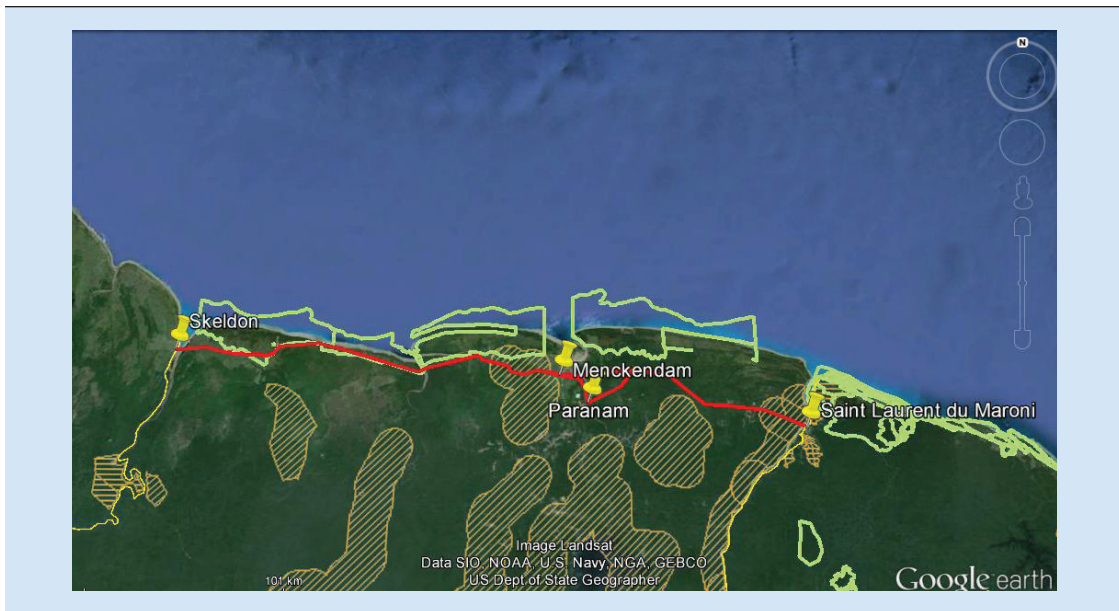 N
Skeldon
Menckendam
Paranam
Saint Laurent du Maroni
Image Landsat
Data SIO, NOAA, U.S. Navy, NGA, GEBCO
US Dept of State Geographer
101 km
Google earth